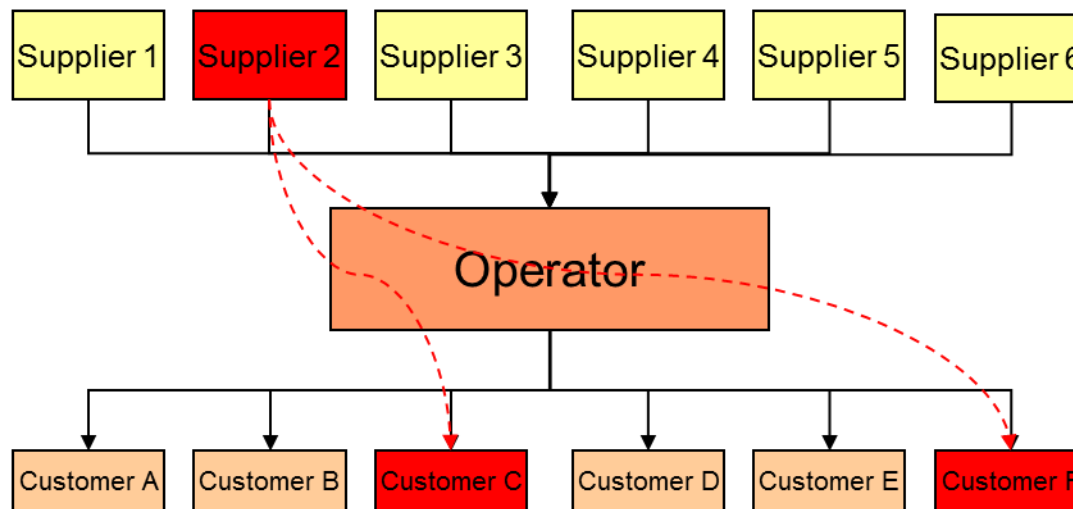 Supplier 1
Supplier 2
Supplier 3
Supplier 4
Supplier 5
Supplier 6
Operator
Customer A
Customer B
Customer C
Customer D
Customer E
Customer F